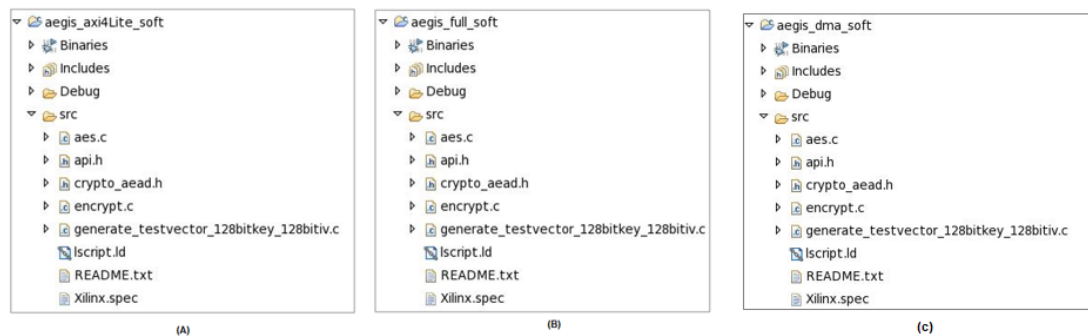 aegis_axi4Lite_soft
Binaries
Includes
Debug
src
aes.c
api.h
crypto_aead.h
encrypt.c
generate_testvector_128bitkey_128bitiv.c
lscript.ld
README.txt
Xilinx.spec
(A)
aegis_full_soft
Binaries
Includes
Debug
src
aes.c
api.h
crypto_aead.h
encrypt.c
generate_testvector_128bitkey_128bitiv.c
lscript.ld
README.txt
Xilinx.spec
(B)
aegis_dma_soft
Binaries
Includes
Debug
src
aes.c
api.h
crypto_aead.h
encrypt.c
generate_testvector_128bitkey_128bitiv.c
lscript.ld
README.txt
Xilinx.spec
(c)